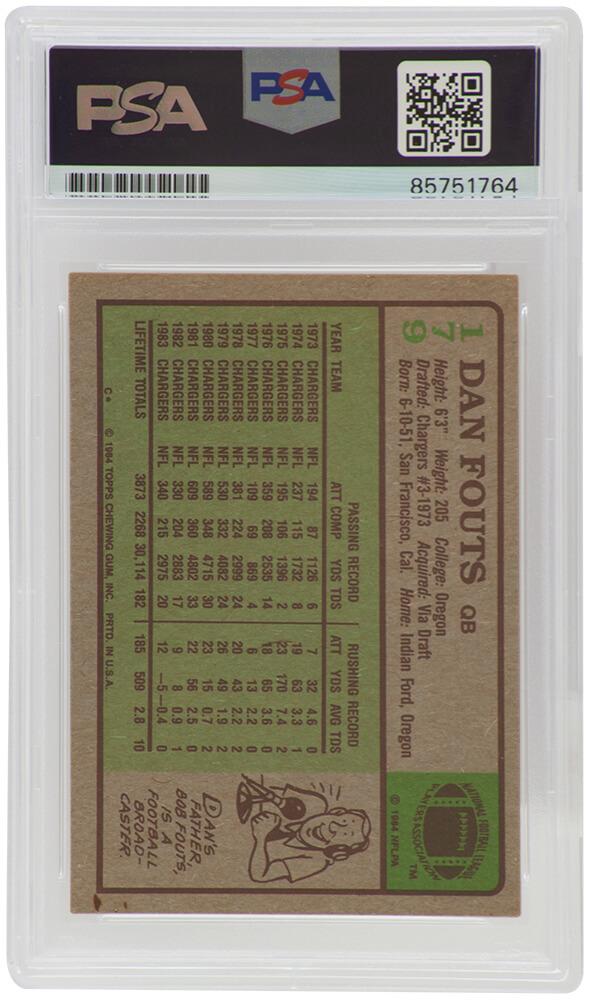 PSA
PSA
85751764
179
DAN FOUTS QB
Height: 6'3" Weight: 205 College: Oregon
Drafted: Chargers #3-1973 Acquired: Via Draft
Born: 6-10-51, San Francisco, Cal. Home: Indian Ford, Oregon
NATIONAL FOOTBALL LEAGUE
PLAYERS ASSOCIATION
TM
© 1984 NFLPA
PASSING RECORD RUSHING RECORD
YEAR TEAM ATT COMP YDS TDS ATT YDS AVG TDS
1973 CHARGERS NFL 194 87 1126 6 7 32 4.6 0
1974 CHARGERS NFL 237 115 1732 8 19 63 3.3 1
1975 CHARGERS NFL 195 106 1396 2 23 170 7.4 2
1976 CHARGERS NFL 359 208 2535 14 18 65 3.6 0
1977 CHARGERS NFL 109 69 869 4 6 13 2.2 0
1978 CHARGERS NFL 381 224 2999 24 20 43 2.2 2
1979 CHARGERS NFL 530 332 4082 24 26 49 1.9 2
1980 CHARGERS NFL 589 348 4715 30 23 15 0.7 2
1981 CHARGERS NFL 609 360 4802 33 22 56 2.5 0
1982 CHARGERS NFL 330 204 2883 17 9 8 0.9 1
1983 CHARGERS NFL 340 215 2975 20 12 –5 –0.4 0
LIFETIME TOTALS 3873 2268 30,114 182 185 509 2.8 10
C* © 1984 TOPPS CHEWING GUM, INC. PRTD. IN U.S.A.
DAN'S
FATHER,
BOB FOUTS,
IS A
FOOTBALL
BROAD-
CASTER.